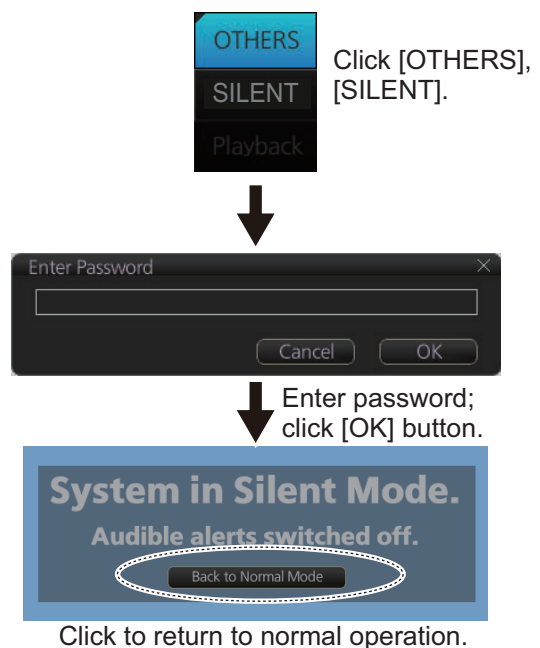 OTHERS
Click [OTHERS],
SILENT
[SILENT].
Playback
Enter Password
Cancel
OK
Enter password;
click [OK] button.
System in Silent Mode.
Audible alerts switched off.
Back to Normal Mode
Click to return to normal operation.